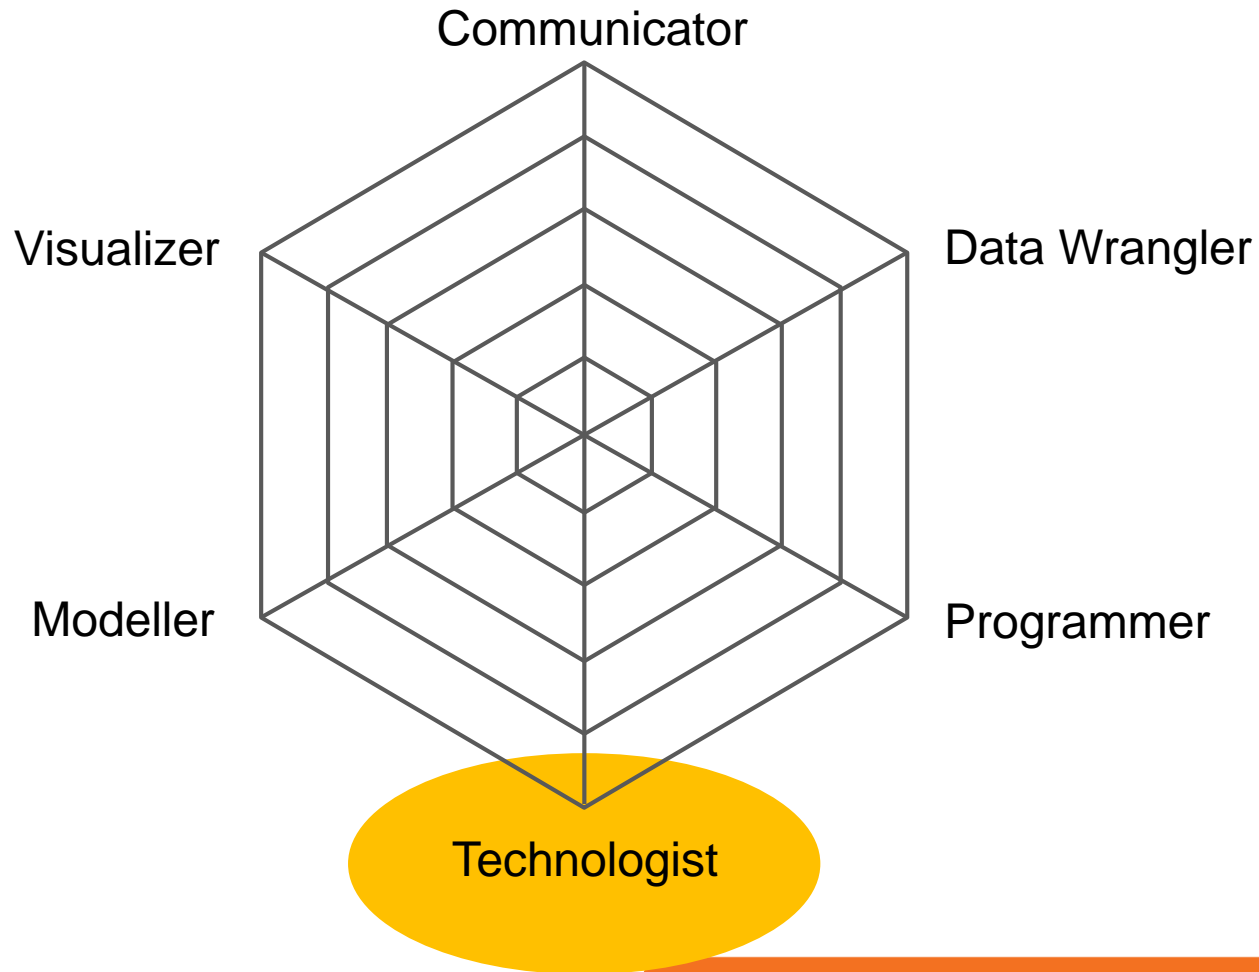 Communicator
Visualizer
Data Wrangler
Modeller
Programmer
Technologist